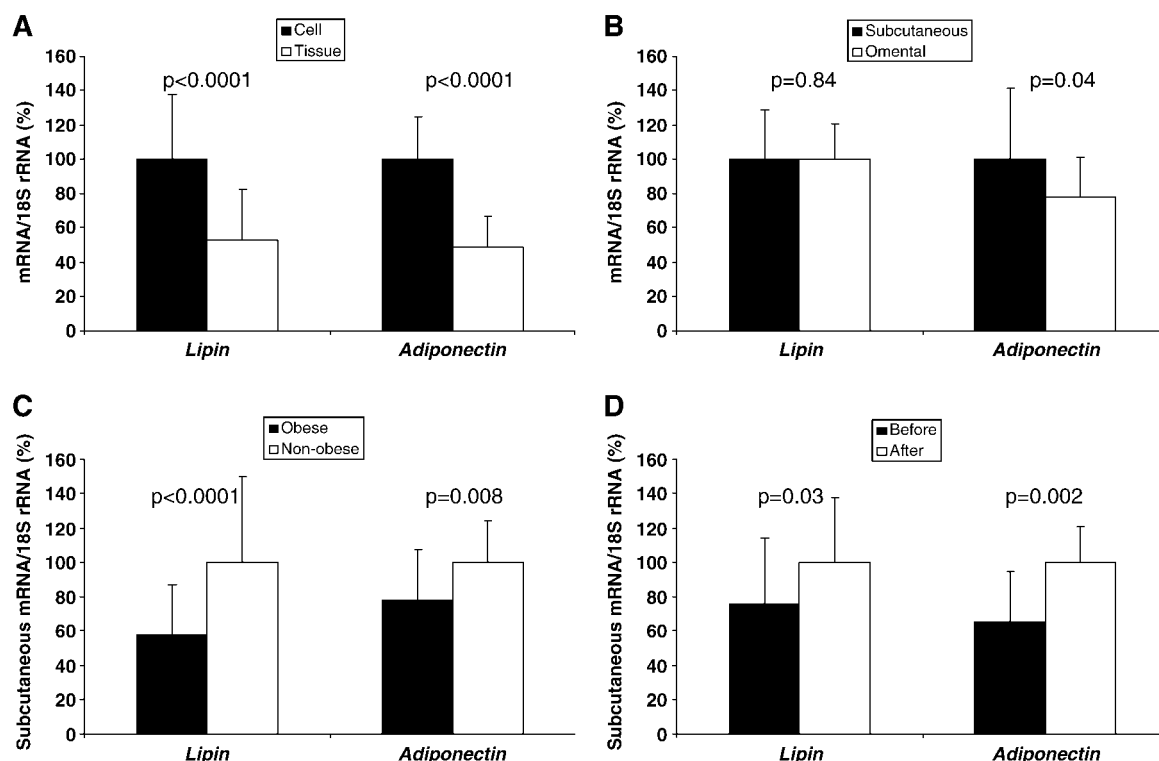 A
Cell
Tissue
mRNA/18S rRNA (%)
160
140
120
100
80
60
40
20
0
p<0.0001
p<0.0001
Lipin
Adiponectin
B
Subcutaneous
Omental
mRNA/18S rRNA (%)
160
140
120
100
80
60
40
20
0
p=0.84
p=0.04
Lipin
Adiponectin
C
Obese
Non-obese
Subcutaneous mRNA/18S rRNA (%)
160
140
120
100
80
60
40
20
0
p<0.0001
p=0.008
Lipin
Adiponectin
D
Before
After
Subcutaneous mRNA/18S rRNA (%)
160
140
120
100
80
60
40
20
0
p=0.03
p=0.002
Lipin
Adiponectin